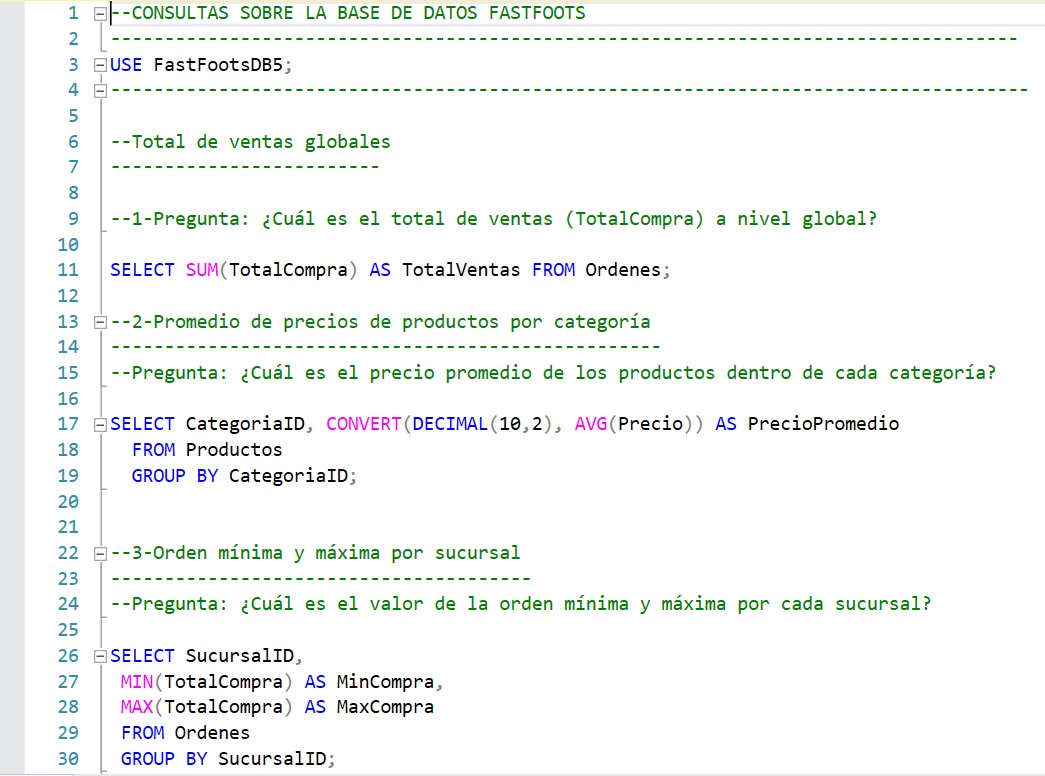 1 --CONSULTAS SOBRE LA BASE DE DATOS FASTFOOTS
2 ------------------------------------------------------------------------------------
3 USE FastFootsDB5;
4 -------------------------------------------------------------------------------------
5
6 --Total de ventas globales
7 -------------------------
8
9 --1-Pregunta: ¿Cuál es el total de ventas (TotalCompra) a nivel global?
10
11 SELECT SUM(TotalCompra) AS TotalVentas FROM Ordenes;
12
13 --2-Promedio de precios de productos por categoría
14 ---------------------------------------------------
15 --Pregunta: ¿Cuál es el precio promedio de los productos dentro de cada categoría?
16
17 SELECT CategoriaID, CONVERT(DECIMAL(10,2), AVG(Precio)) AS PrecioPromedio
18 FROM Productos
19 GROUP BY CategoriaID;
20
21
22 --3-Orden mínima y máxima por sucursal
23 ---------------------------------------
24 --Pregunta: ¿Cuál es el valor de la orden mínima y máxima por cada sucursal?
25
26 SELECT SucursalID,
27 MIN(TotalCompra) AS MinCompra,
28 MAX(TotalCompra) AS MaxCompra
29 FROM Ordenes
30 GROUP BY SucursalID;